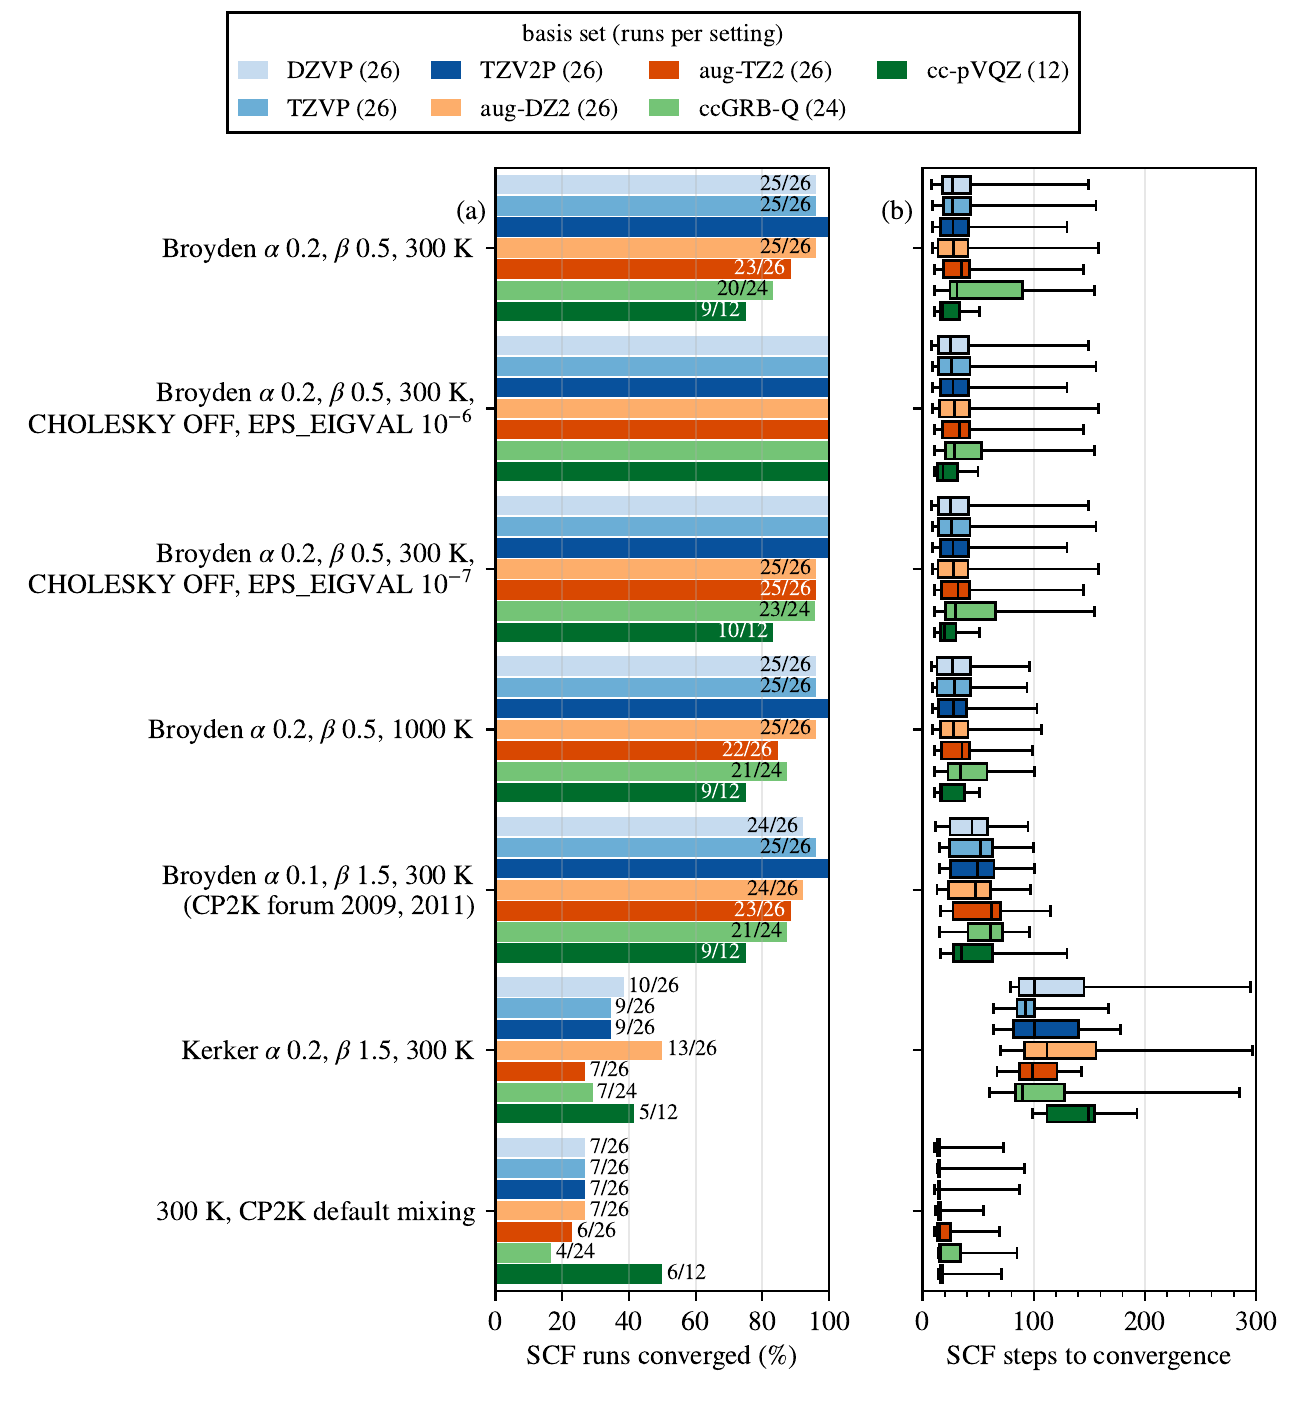 basis set (runs per setting)
DZVP (26)
TZV2P (26)
aug-TZ2 (26)
cc-pVQZ (12)
TZVP (26)
aug-DZ2 (26)
ccGRB-Q (24)
(a)
(b)
Broyden α 0.2, β 0.5, 300 K
25/26
25/26
25/26
23/26
20/24
9/12
Broyden α 0.2, β 0.5, 300 K,
CHOLESKY OFF, EPS_EIGVAL 10⁻⁶
Broyden α 0.2, β 0.5, 300 K,
CHOLESKY OFF, EPS_EIGVAL 10⁻⁷
25/26
25/26
23/24
10/12
Broyden α 0.2, β 0.5, 1000 K
25/26
25/26
25/26
22/26
21/24
9/12
Broyden α 0.1, β 1.5, 300 K
(CP2K forum 2009, 2011)
24/26
25/26
24/26
23/26
21/24
9/12
Kerker α 0.2, β 1.5, 300 K
10/26
9/26
9/26
13/26
7/26
7/24
5/12
300 K, CP2K default mixing
7/26
7/26
7/26
7/26
6/26
4/24
6/12
0 20 40 60 80 100
SCF runs converged (%)
0 100 200 300
SCF steps to convergence